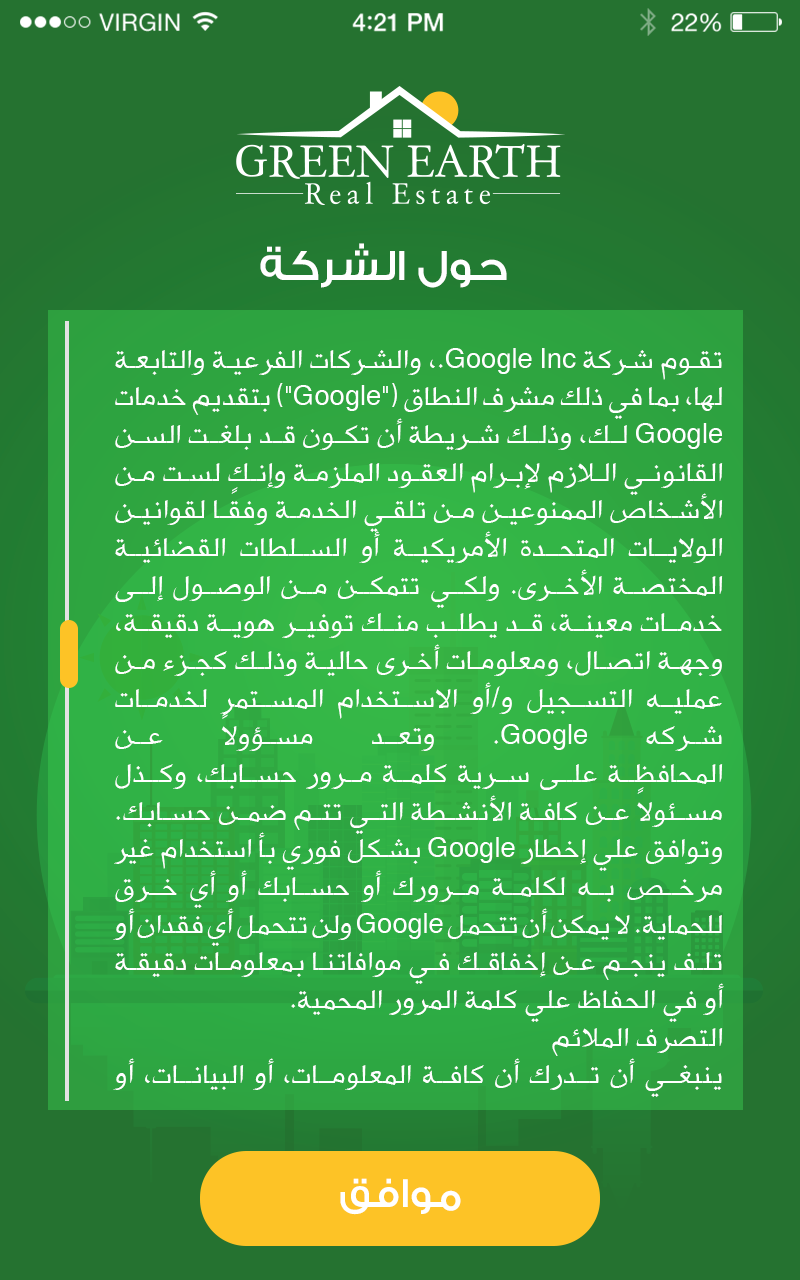 VIRGIN
4:21 PM
22%
GREEN EARTH
Real Estate
حول الشركة
تقوم شركة Google Inc.، والشركات الفرعية والتابعة
لها، بما في ذلك مشرف النطاق ("Google") بتقديم خدمات
Google لك، وذلك شريطة أن تكون قد بلغت السن
القانوني اللازم لإبرام العقود الملزمة وإنك لست من
الأشخاص الممنوعين من تلقي الخدمة وفقًا لقوانين
الولايات المتحدة الأمريكية أو السلطات القضائية
المختصة الأخرى. ولكي تتمكن من الوصول إلى
خدمات معينة، قد يطلب منك توفير هوية دقيقة،
وجهة اتصال، ومعلومات أخرى حالية وذلك كجزء من
عمليه التسجيل و/أو الاستخدام المستمر لخدمات
شركه Google. وتعد مسؤولاً عن
المحافظة على سرية كلمة مرور حسابك، وكذل
مسئولاً عن كافة الأنشطة التي تتم ضمن حسابك.
وتوافق علي إخطار Google بشكل فوري بأ استخدام غير
مرخص به لكلمة مرورك أو حسابك أو أي خرق
للحماية. لا يمكن أن تتحمل Google ولن تتحمل أي فقدان أو
تلف ينجم عن إخفاقك في موافاتنا بمعلومات دقيقة
أو في الحفاظ علي كلمة المرور المحمية.
التصرف الملائم
ينبغي أن تدرك أن كافة المعلومات، أو البيانات، أو
موافق